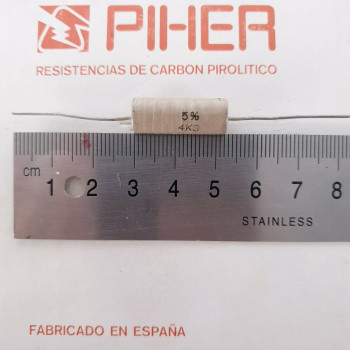 PIHER
RESISTENCIAS DE CARBON PIROLITICO
5%
4K3
cm 1 2 3 4 5 6 7 8
STAINLESS
FABRICADO EN ESPAÑA